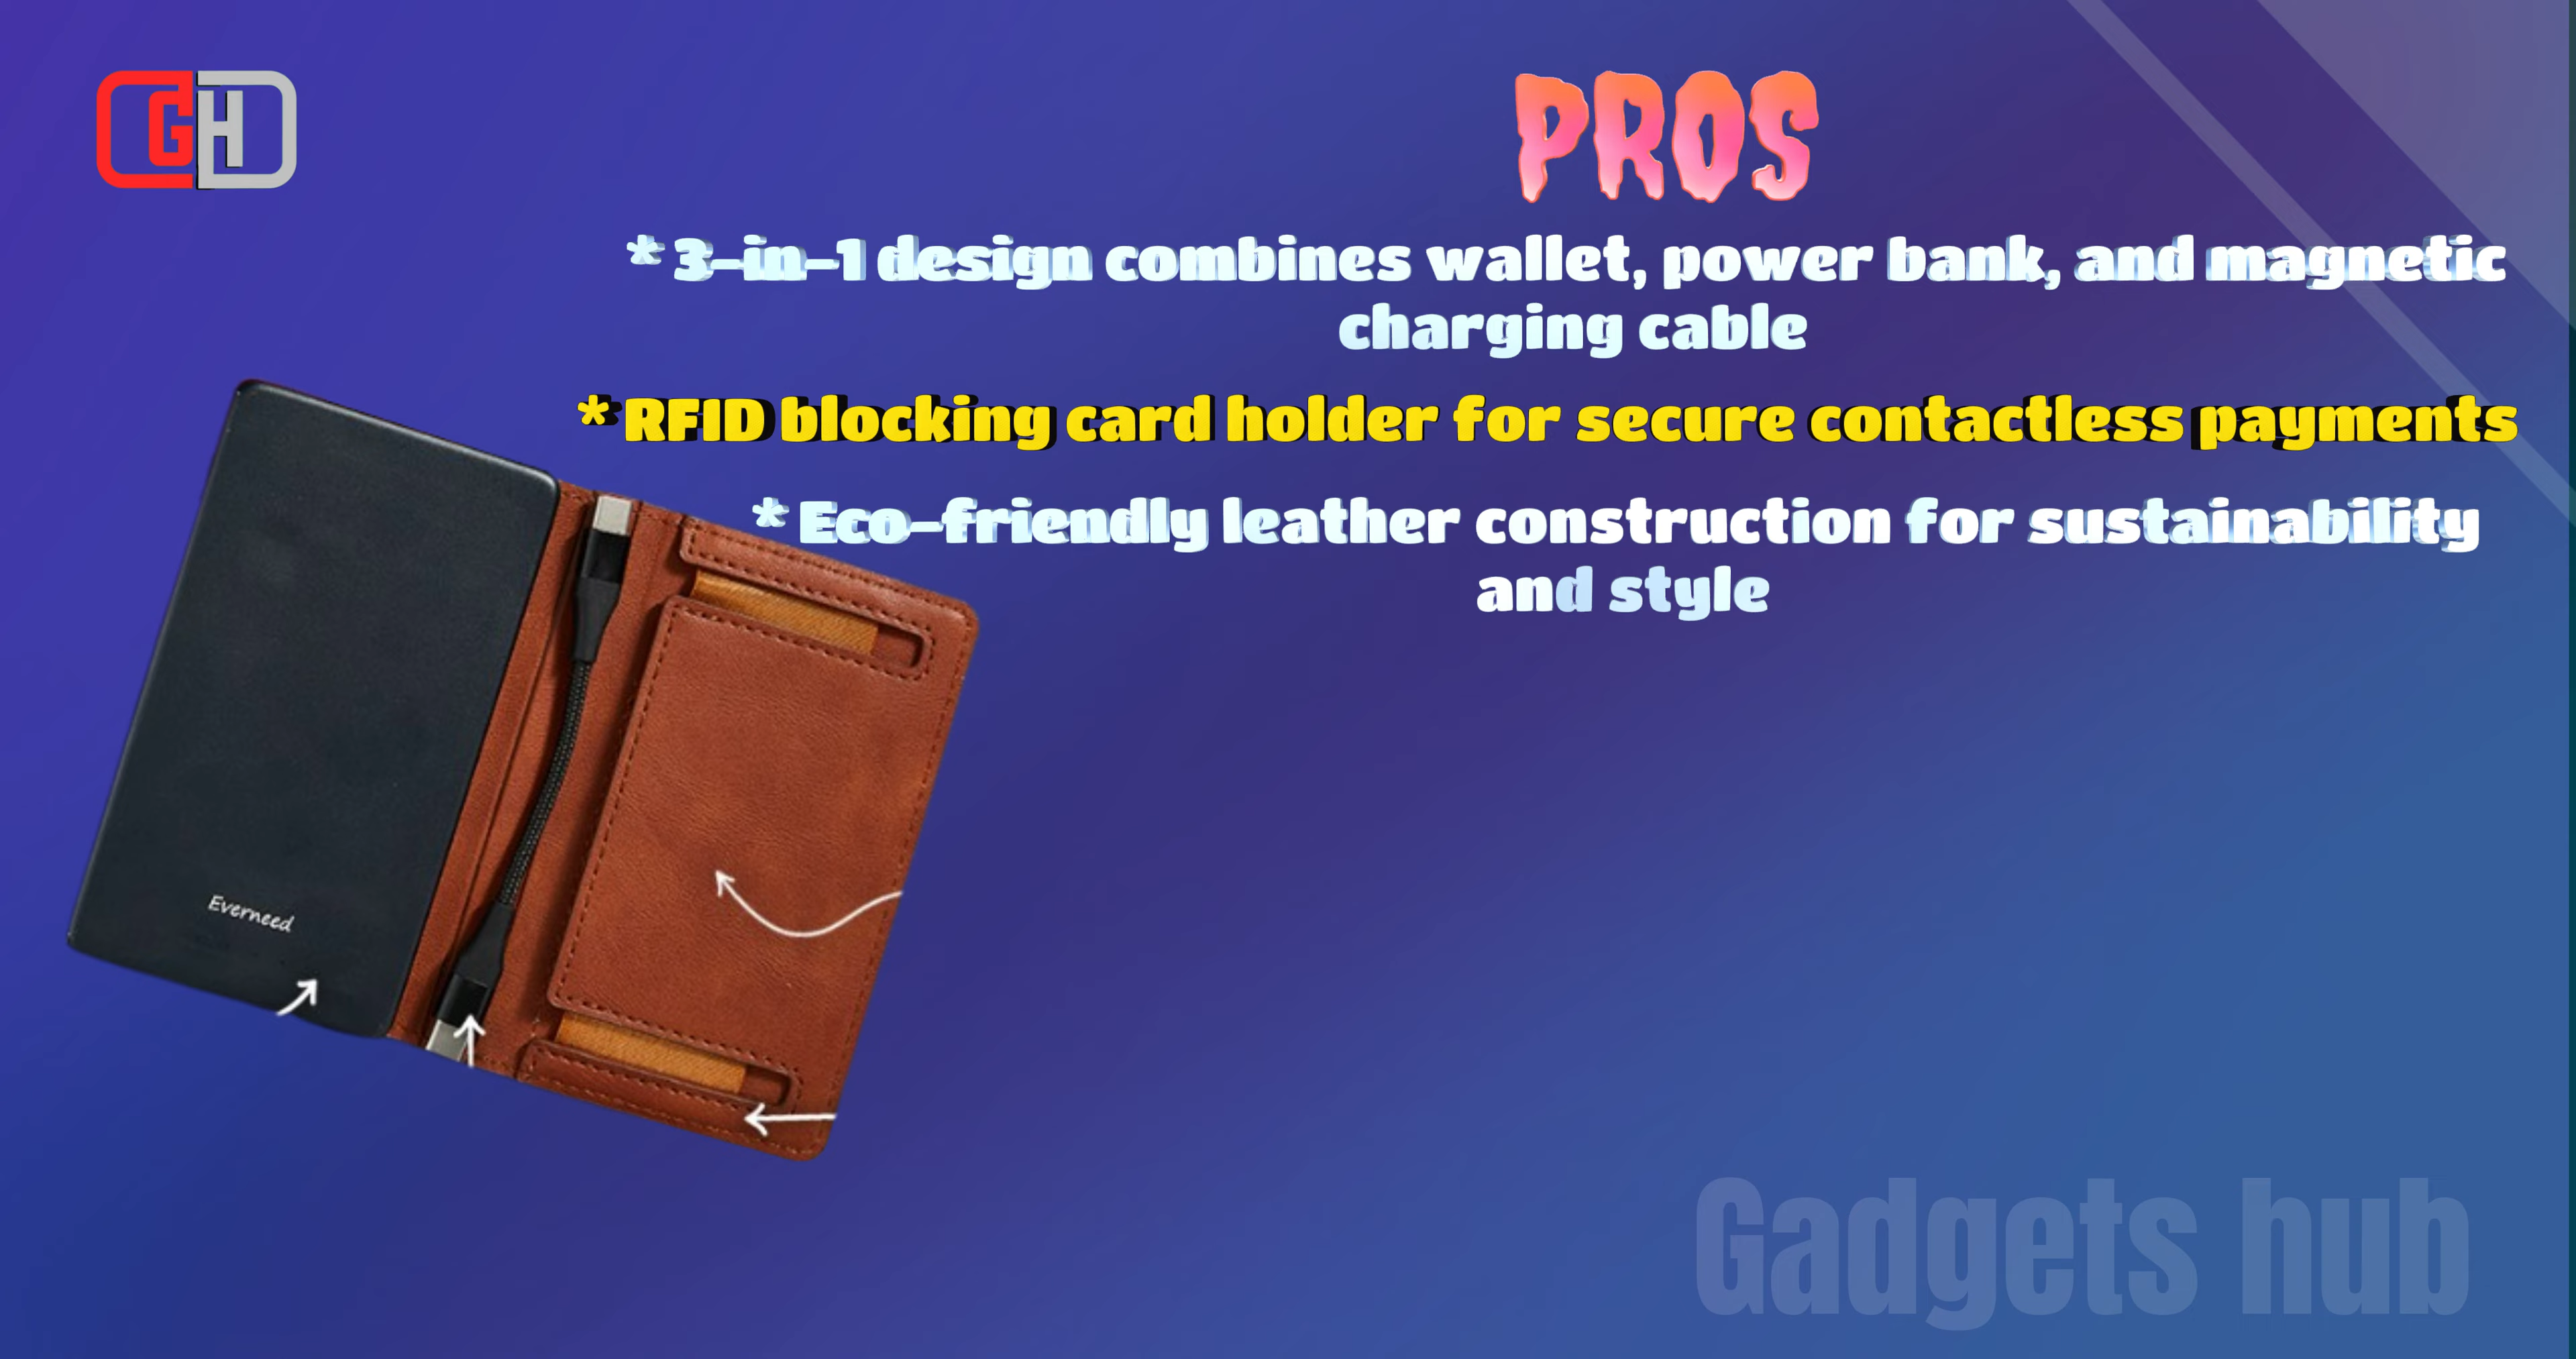 GH
PROS
* 3-in-1 design combines wallet, power bank, and magnetic
charging cable
* RFID blocking card holder for secure contactless payments
* Eco-friendly leather construction for sustainability
and style
Everneed
Gadgets hub